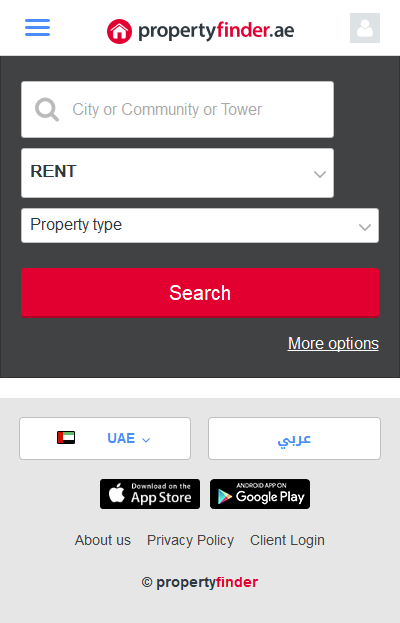 propertyfinder.ae
City or Community or Tower
RENT
Property type
Search
More options
UAE
عربي
Download on the
App Store
ANDROID APP ON
Google Play
About us Privacy Policy Client Login
© propertyfinder